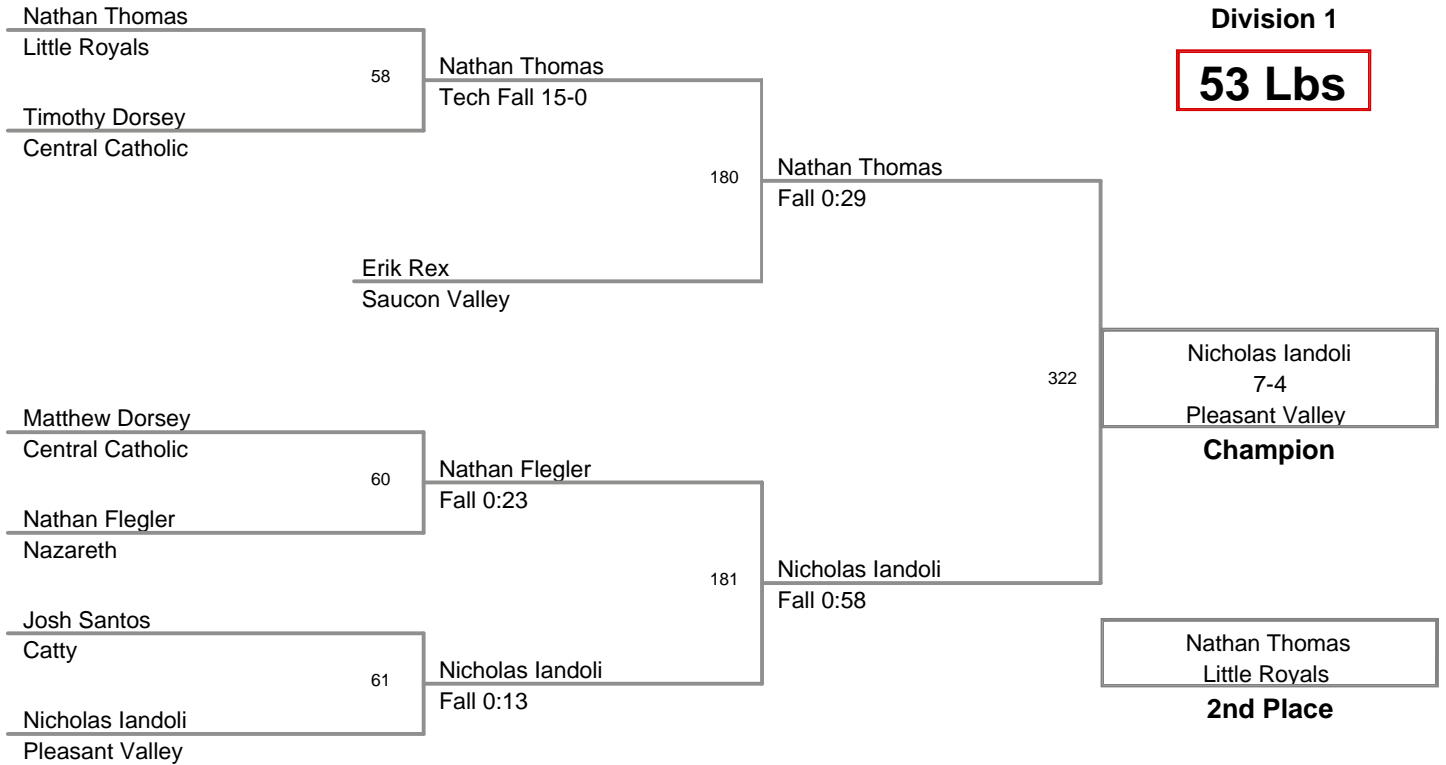 Nathan Thomas
Little Royals
58
Timothy Dorsey
Central Catholic
Nathan Thomas
Tech Fall 15-0
180
Erik Rex
Saucon Valley
Nathan Thomas
Fall 0:29
Division 1
53 Lbs
Matthew Dorsey
Central Catholic
60
Nathan Flegler
Nazareth
Nathan Flegler
Fall 0:23
181
Josh Santos
Catty
61
Nicholas Iandoli
Pleasant Valley
Nicholas Iandoli
Fall 0:13
Nicholas Iandoli
Fall 0:58
322
Nicholas Iandoli
7-4
Pleasant Valley
Champion
Nathan Thomas
Little Royals
2nd Place